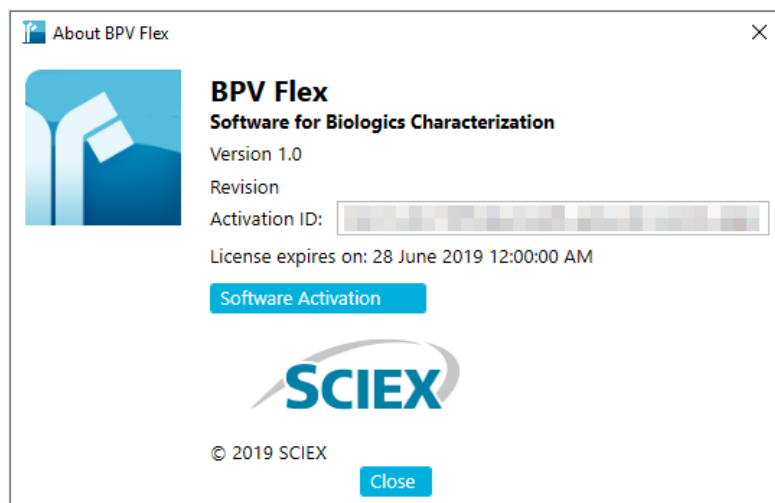 About BPV Flex
BPV Flex
Software for Biologics Characterization
Version 1.0
Revision
Activation ID:
License expires on: 28 June 2019 12:00:00 AM
Software Activation
SCIEX
© 2019 SCIEX
Close